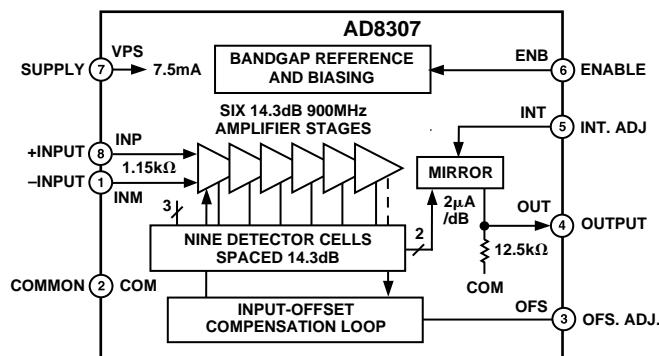 AD8307
VPS
SUPPLY 7 7.5mA
BANDGAP REFERENCE
AND BIASING
ENB
6 ENABLE
SIX 14.3dB 900MHz
AMPLIFIER STAGES
INT
5 INT. ADJ
+INPUT 8 INP
1.15kΩ
–INPUT 1 INM
MIRROR
2µA
/dB
OUT
4 OUTPUT
3
2
NINE DETECTOR CELLS
SPACED 14.3dB
12.5kΩ
COM
COMMON 2 COM
INPUT-OFFSET
COMPENSATION LOOP
OFS
3 OFS. ADJ.